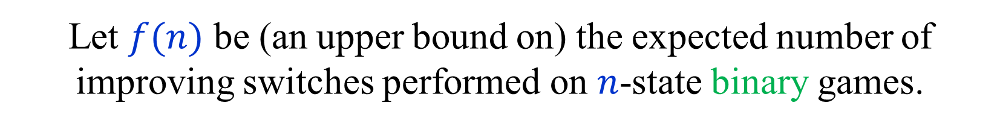 Let f(n) be (an upper bound on) the expected number of
improving switches performed on n-state binary games.